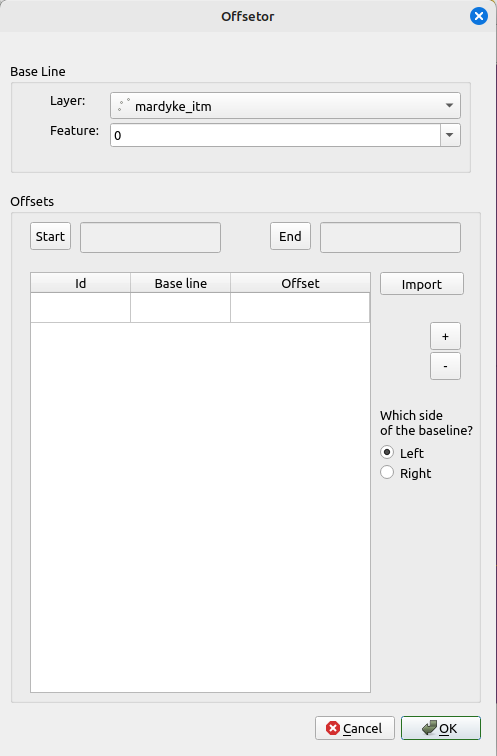 Offsetor
Base Line
Layer:
mardyke_itm
Feature:
0
Offsets
Start
End
Id Base line Offset
Import
+
-
Which side
of the baseline?
Left
Right
Cancel
OK